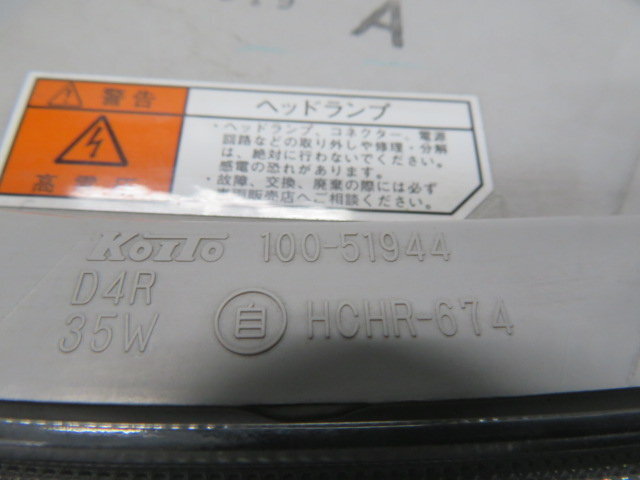 A
警告
ヘッドランプ
・ヘッドランプ、コネクター、電源
回路などの取り外しや修理・分解
は、絶対に行わないでください。
感電の恐れがあります。
・故障、交換、廃棄の際には必ず
販売店へご相談ください。
高電
KOITO 100-51944
D4R
35W 自 HCHR-674